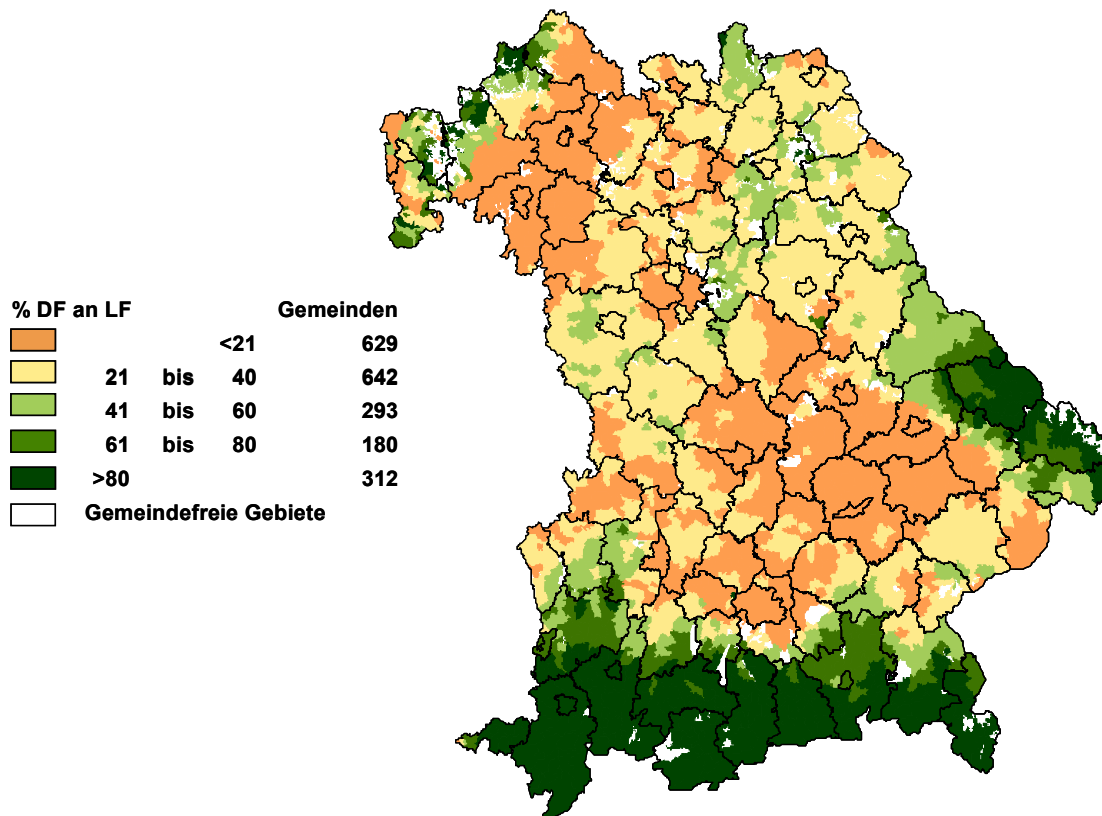 % DF an LF Gemeinden
<21 629
21 bis 40 642
41 bis 60 293
61 bis 80 180
>80 312
Gemeindefreie Gebiete